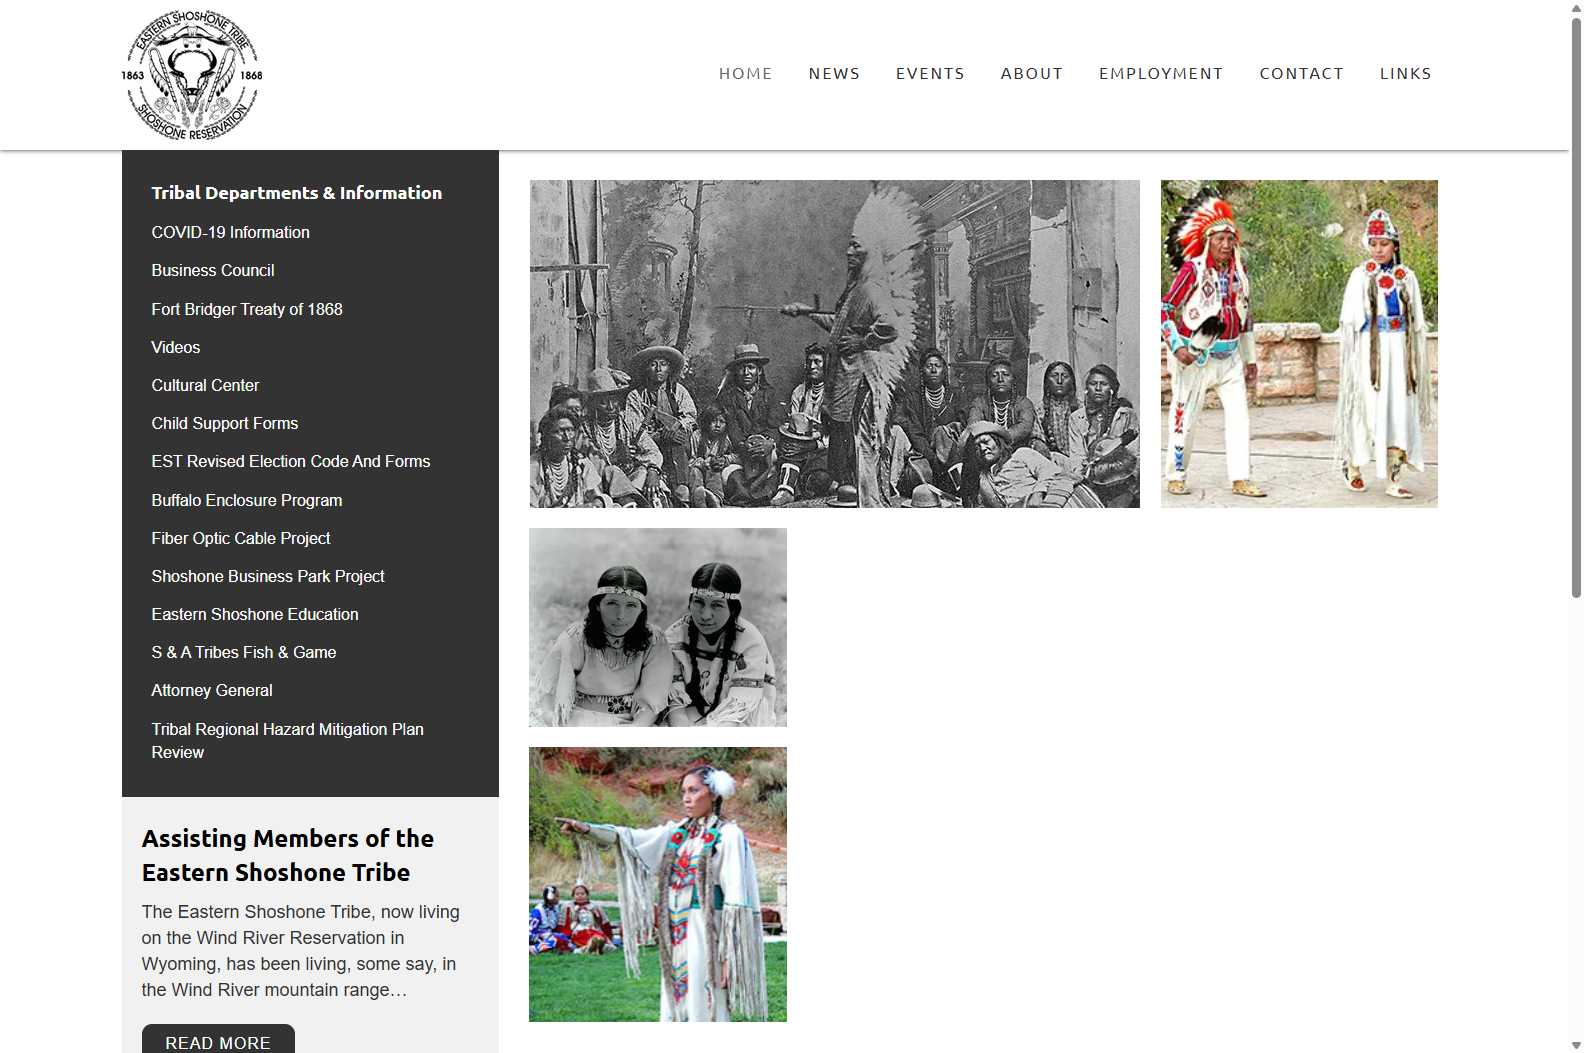 EASTERN SHOSHONE TRIBE
1863 1868
SHOSHONE RESERVATION
HOME NEWS EVENTS ABOUT EMPLOYMENT CONTACT LINKS
Tribal Departments & Information
COVID-19 Information
Business Council
Fort Bridger Treaty of 1868
Videos
Cultural Center
Child Support Forms
EST Revised Election Code And Forms
Buffalo Enclosure Program
Fiber Optic Cable Project
Shoshone Business Park Project
Eastern Shoshone Education
S & A Tribes Fish & Game
Attorney General
Tribal Regional Hazard Mitigation Plan
Review
Assisting Members of the
Eastern Shoshone Tribe
The Eastern Shoshone Tribe, now living
on the Wind River Reservation in
Wyoming, has been living, some say, in
the Wind River mountain range…
READ MORE